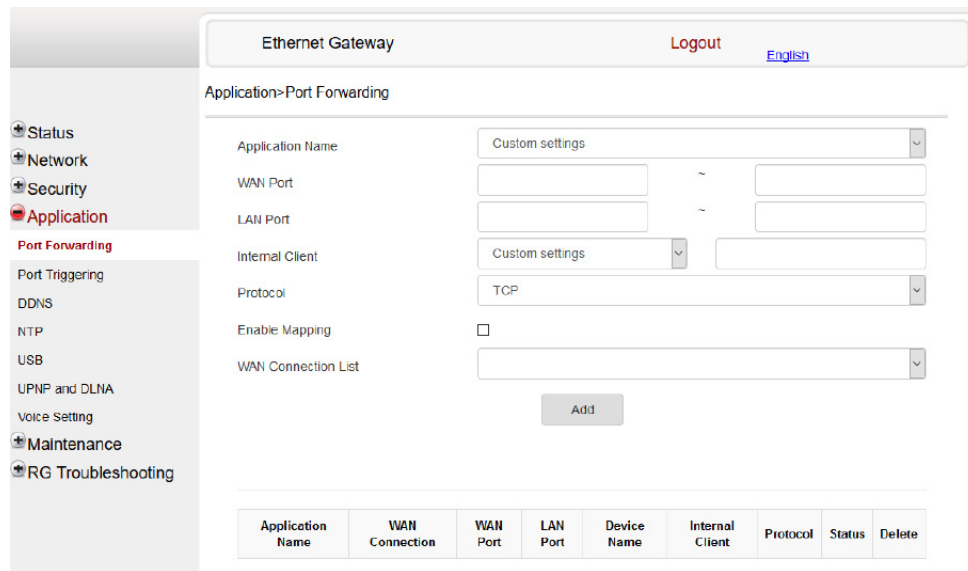 Ethernet Gateway Logout English
Application>Port Forwarding
Status
Network
Security
Application
Port Forwarding
Port Triggering
DDNS
NTP
USB
UPNP and DLNA
Voice Setting
Maintenance
RG Troubleshooting
Application Name Custom settings
WAN Port ~
LAN Port ~
Internal Client Custom settings
Protocol TCP
Enable Mapping
WAN Connection List
Add
Application Name WAN Connection WAN Port LAN Port Device Name Internal Client Protocol Status Delete